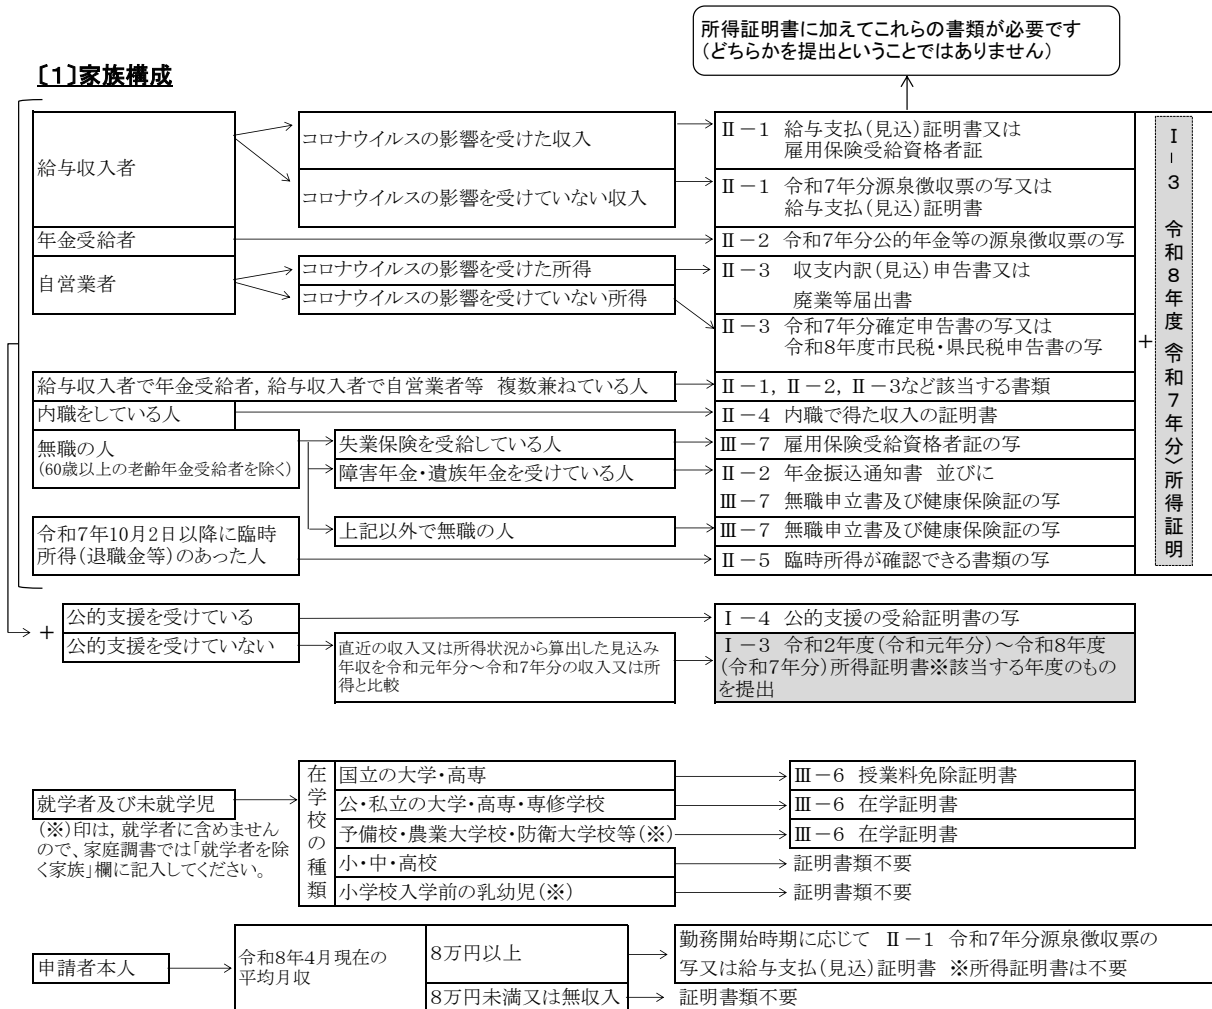 所得証明書に加えてこれらの書類が必要です
(どちらかを提出ということではありません)
〔1〕家族構成
給与収入者
コロナウイルスの影響を受けた収入
Ⅱ－1 給与支払(見込)証明書又は
雇用保険受給資格者証
コロナウイルスの影響を受けていない収入
Ⅱ－1 令和7年分源泉徴収票の写又は
給与支払(見込)証明書
年金受給者
Ⅱ－2 令和7年分公的年金等の源泉徴収票の写
自営業者
コロナウイルスの影響を受けた所得
Ⅱ－3 収支内訳(見込)申告書又は
廃業等届出書
コロナウイルスの影響を受けていない所得
Ⅱ－3 令和7年分確定申告書の写又は
令和8年度市民税・県民税申告書の写
給与収入者で年金受給者，給与収入者で自営業者等 複数兼ねている人
Ⅱ－1，Ⅱ－2，Ⅱ－3など該当する書類
内職をしている人
Ⅱ－4 内職で得た収入の証明書
無職の人
(60歳以上の老齢年金受給者を除く)
失業保険を受給している人
Ⅲ－7 雇用保険受給資格者証の写
障害年金・遺族年金を受けている人
Ⅱ－2 年金振込通知書 並びに
Ⅲ－7 無職申立書及び健康保険証の写
上記以外で無職の人
Ⅲ－7 無職申立書及び健康保険証の写
令和7年10月2日以降に臨時
所得(退職金等)のあった人
Ⅱ－5 臨時所得が確認できる書類の写
＋
Ⅰ－3 令和8年度 令和7年分〉所得証明
＋
公的支援を受けている
Ⅰ－4 公的支援の受給証明書の写
公的支援を受けていない
直近の収入又は所得状況から算出した見込み
年収を令和元年分～令和7年分の収入又は所
得と比較
Ⅰ－3 令和2年度(令和元年分)～令和8年度
(令和7年分)所得証明書※該当する年度のもの
を提出
就学者及び未就学児
(※)印は，就学者に含めません
ので、家庭調書では「就学者を除
く家族」欄に記入してください。
在学校の種類
国立の大学・高専
Ⅲ－6 授業料免除証明書
公・私立の大学・高専・専修学校
Ⅲ－6 在学証明書
予備校・農業大学校・防衛大学校等(※)
Ⅲ－6 在学証明書
小・中・高校
証明書類不要
小学校入学前の乳幼児(※)
証明書類不要
申請者本人
令和8年4月現在の
平均月収
8万円以上
勤務開始時期に応じて Ⅱ－1 令和7年分源泉徴収票の
写又は給与支払(見込)証明書 ※所得証明書は不要
8万円未満又は無収入
証明書類不要